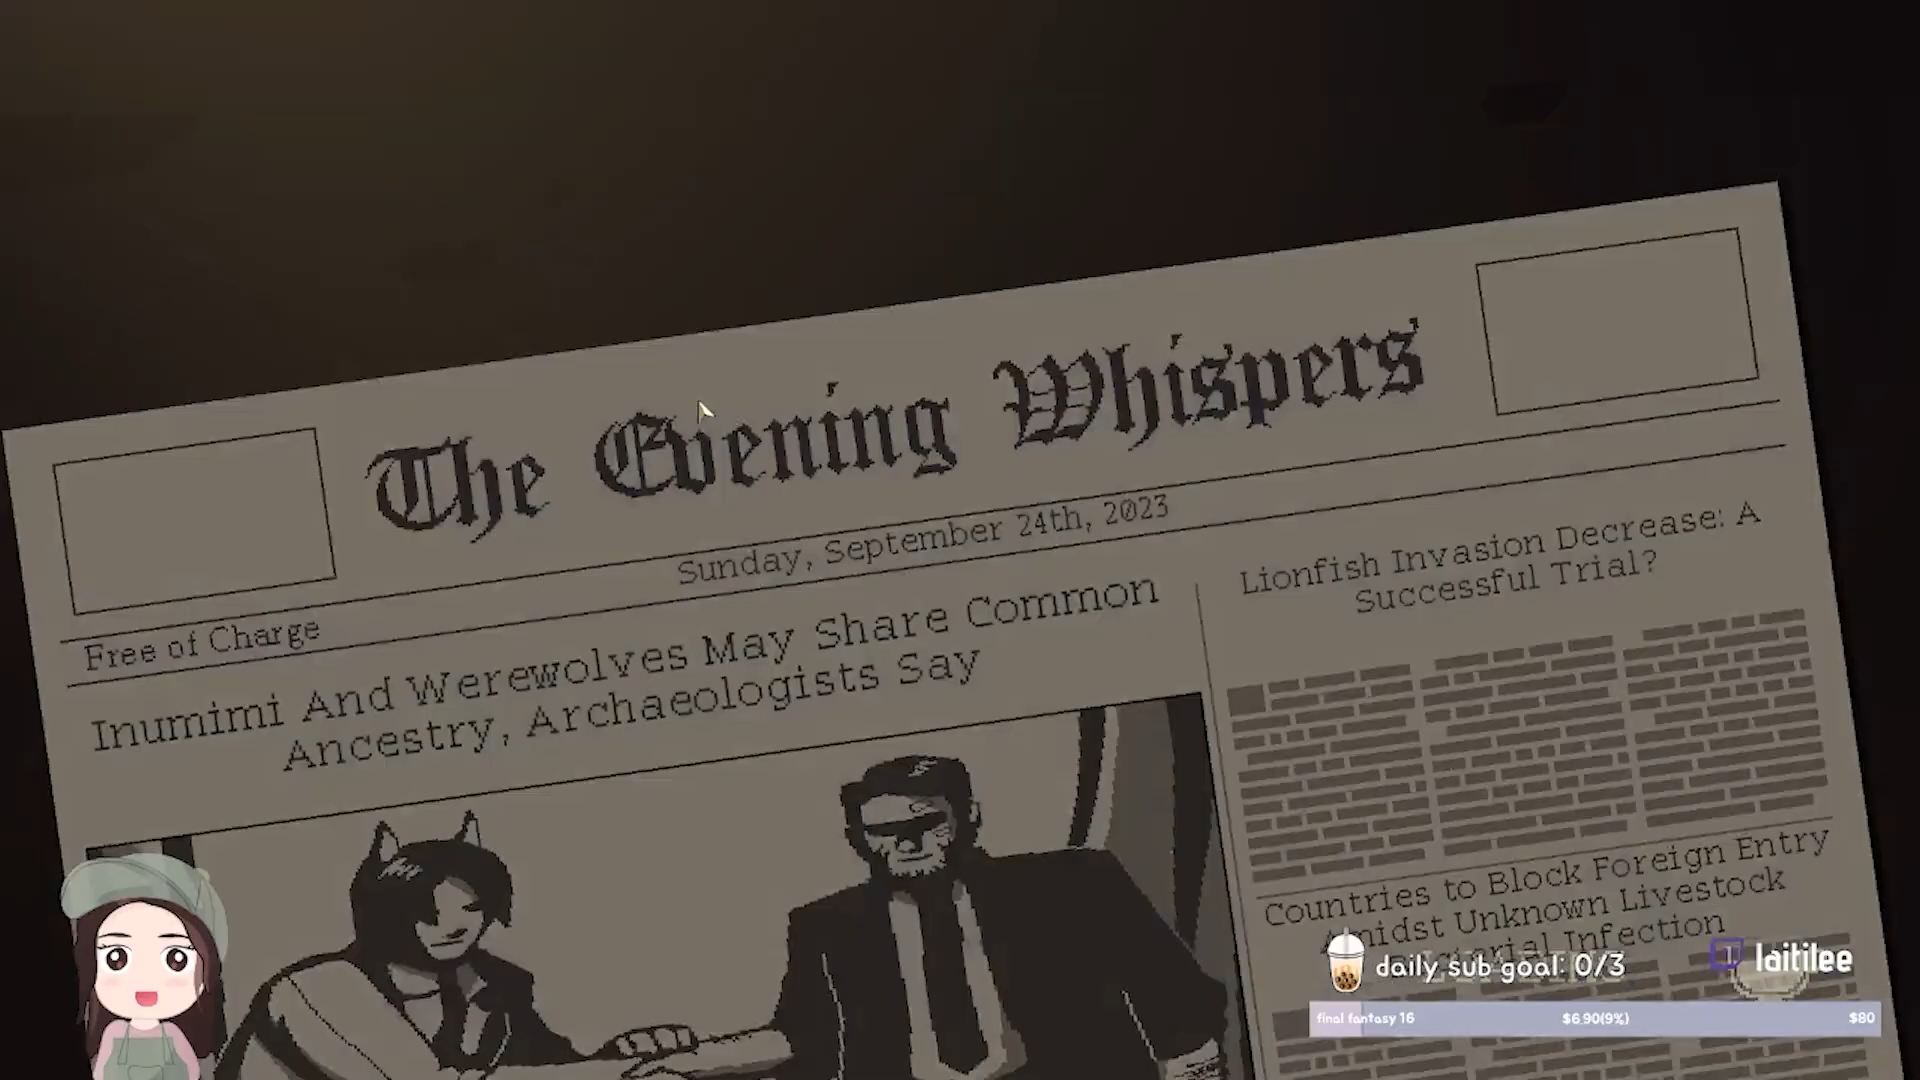 The Evening Whispers
Sunday, September 24th, 2023
Free of Charge
Inumimi And Werewolves May Share Common
Ancestry, Archaeologists Say
Lionfish Invasion Decrease: A
Successful Trial?
Countries to Block Foreign Entry
Amidst Unknown Livestock
Infection
daily sub goal: 0/3
laitilee
final fantasy 16 $6.90(9%) $80